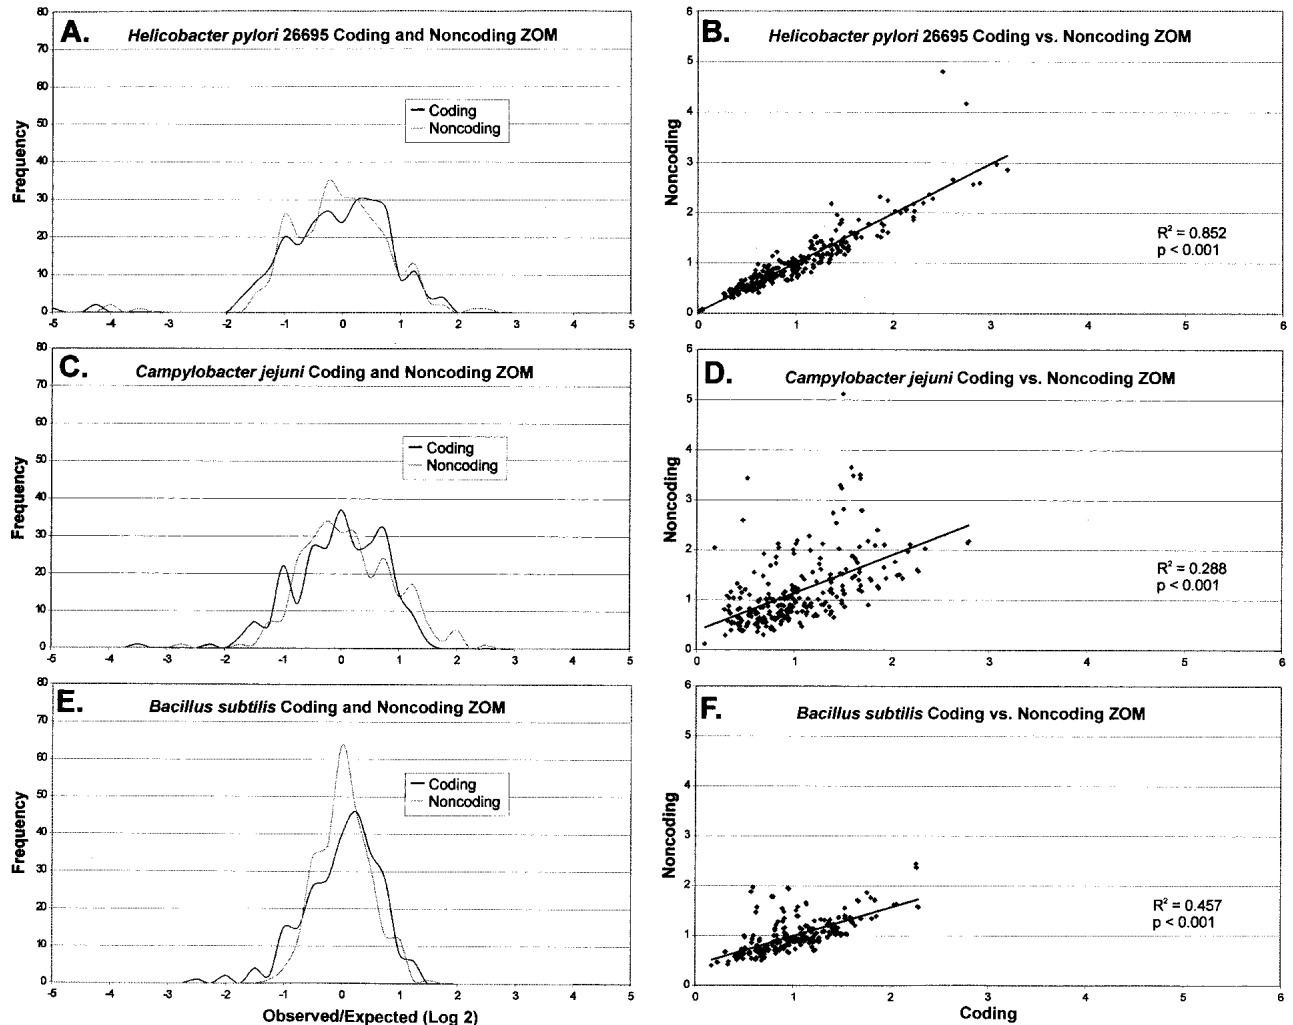 A.
Helicobacter pylori 26695 Coding and Noncoding ZOM
Frequency
80
70
60
50
40
30
20
10
0
Coding
Noncoding
-5 -4 -3 -2 -1 0 1 2 3 4 5
B.
Helicobacter pylori 26695 Coding vs. Noncoding ZOM
Noncoding
6
5
4
3
2
1
0
R² = 0.852
p < 0.001
0 1 2 3 4 5 6
C.
Campylobacter jejuni Coding and Noncoding ZOM
Frequency
80
70
60
50
40
30
20
10
0
Coding
Noncoding
-5 -4 -3 -2 -1 0 1 2 3 4 5
D.
Campylobacter jejuni Coding vs. Noncoding ZOM
Noncoding
6
5
4
3
2
1
0
R² = 0.288
p < 0.001
0 1 2 3 4 5 6
E.
Bacillus subtilis Coding and Noncoding ZOM
Frequency
80
70
60
50
40
30
20
10
0
Coding
Noncoding
-5 -4 -3 -2 -1 0 1 2 3 4 5
Observed/Expected (Log 2)
F.
Bacillus subtilis Coding vs. Noncoding ZOM
Noncoding
6
5
4
3
2
1
0
R² = 0.457
p < 0.001
0 1 2 3 4 5 6
Coding